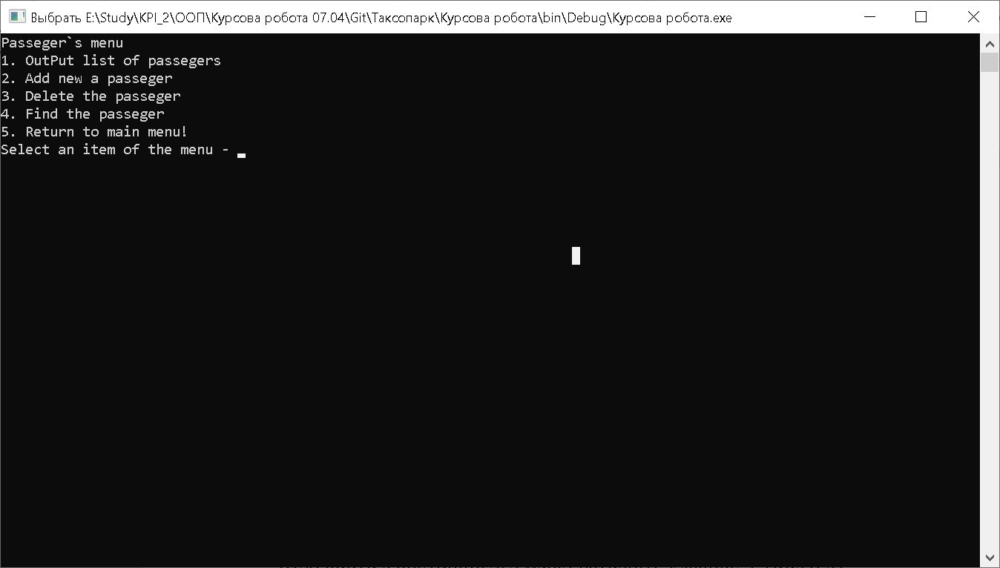 Выбрать E:\Study\KPI_2\ООП\Курсова робота 07.04\Git\Таксопарк\Курсова робота\bin\Debug\Курсова робота.exe
Passeger`s menu
1. OutPut list of passegers
2. Add new a passeger
3. Delete the passeger
4. Find the passeger
5. Return to main menu!
Select an item of the menu -